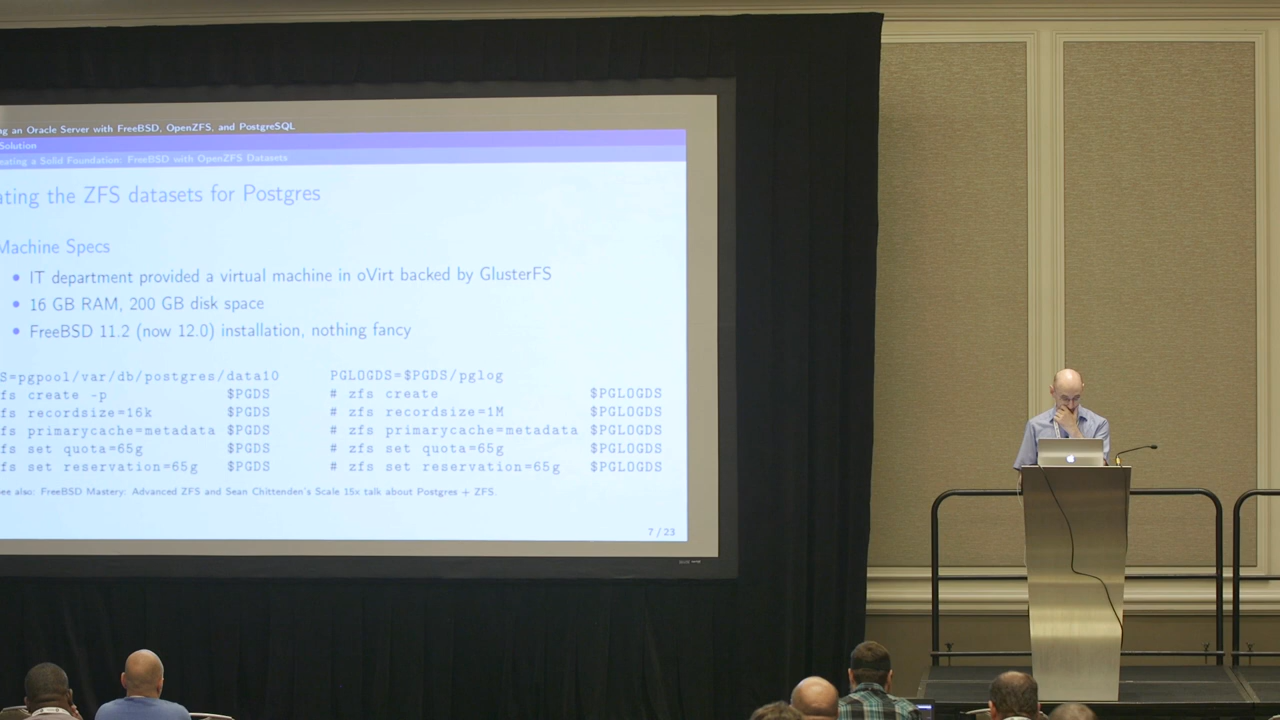 ng an Oracle Server with FreeBSD, OpenZFS, and PostgreSQL
Solution
eating a Solid Foundation: FreeBSD with OpenZFS Datasets
ating the ZFS datasets for Postgres
Machine Specs
• IT department provided a virtual machine in oVirt backed by GlusterFS
• 16 GB RAM, 200 GB disk space
• FreeBSD 11.2 (now 12.0) installation, nothing fancy
S=pgpool/var/db/postgres/data10 PGLOGDS=$PGDS/pglog
fs create -p $PGDS # zfs create $PGLOGDS
fs recordsize=16k $PGDS # zfs recordsize=1M $PGLOGDS
fs primarycache=metadata $PGDS # zfs primarycache=metadata $PGLOGDS
fs set quota=65g $PGDS # zfs set quota=65g $PGLOGDS
fs set reservation=65g $PGDS # zfs set reservation=65g $PGLOGDS
ee also: FreeBSD Mastery: Advanced ZFS and Sean Chittenden's Scale 15x talk about Postgres + ZFS.
7 / 23